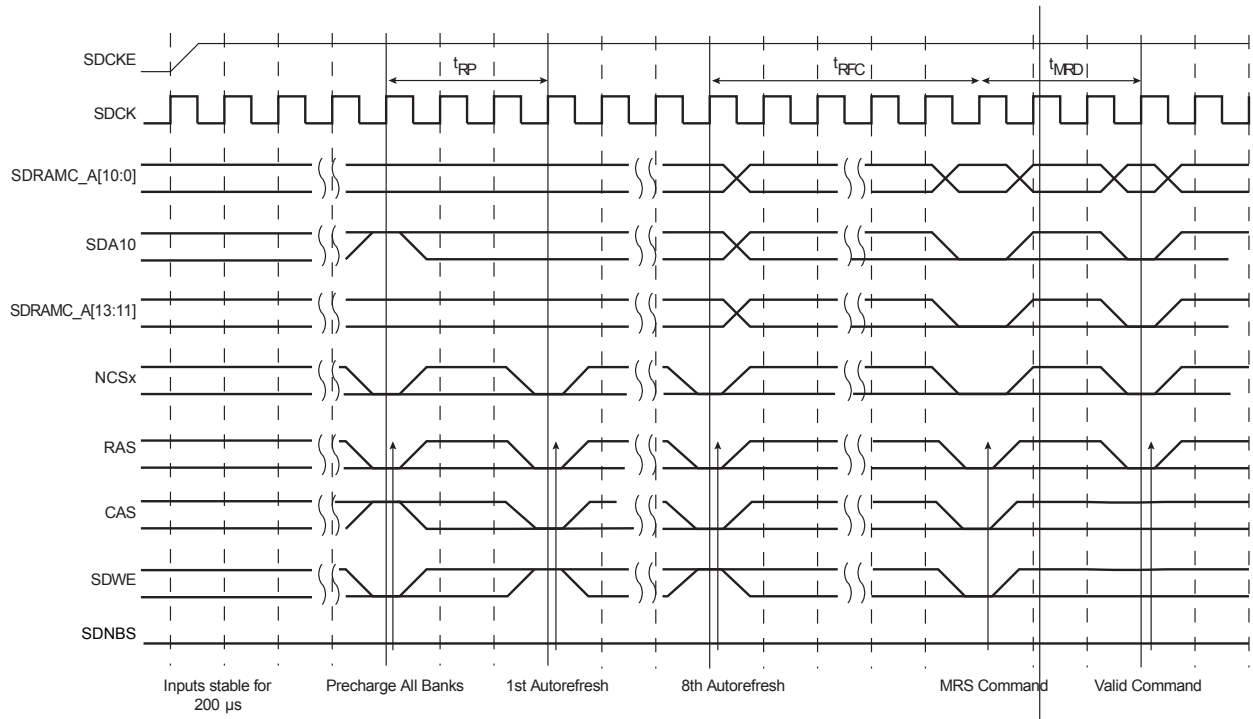 SDCKE
tRP
tRFC
tMRD
SDCK
SDRAMC_A[10:0]
SDA10
SDRAMC_A[13:11]
NCSx
RAS
CAS
SDWE
SDNBS
Inputs stable for
200 µs
Precharge All Banks
1st Autorefresh
8th Autorefresh
MRS Command
Valid Command